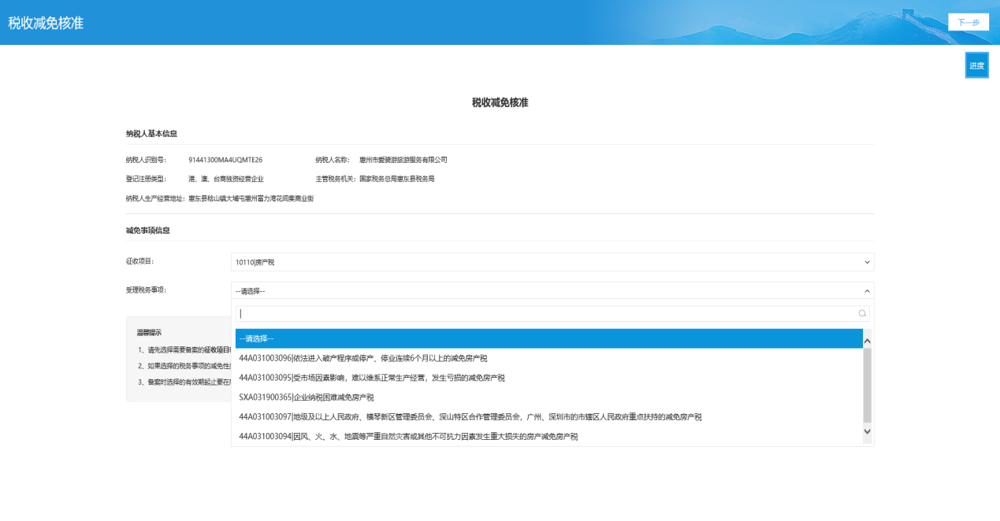 税收减免核准
下一步
进度
税收减免核准
纳税人基本信息
纳税人识别号： 91441300MA4UQMTE26 纳税人名称： 惠州市爱骑游旅游服务有限公司
登记注册类型： 港、澳、台商独资经营企业 主管税务机关： 国家税务总局惠东县税务局
纳税人生产经营地址： 惠东县稔山镇大埔屯惠州富力湾花间集商业街
减免事项信息
征收项目： 10110|房产税
受理税务事项： --请选择--
--请选择--
温馨提示
44A031003096|依法进入破产程序或停产、停业连续6个月以上的减免房产税
1、请先选择需要备案的征收项目
44A031003095|受市场因素影响，难以维系正常生产经营，发生亏损的减免房产税
2、如果选择的税务事项的减免性
3、备案时选择的有效期起止要在
SXA031900365|企业纳税困难减免房产税
44A031003097|地级及以上人民政府、横琴新区管理委员会、深山特区合作管理委员会，广州、深圳市的市辖区人民政府重点扶持的减免房产税
44A031003094|因风、火、水、地震等严重自然灾害或其他不可抗力因素发生重大损失的房产减免房产税